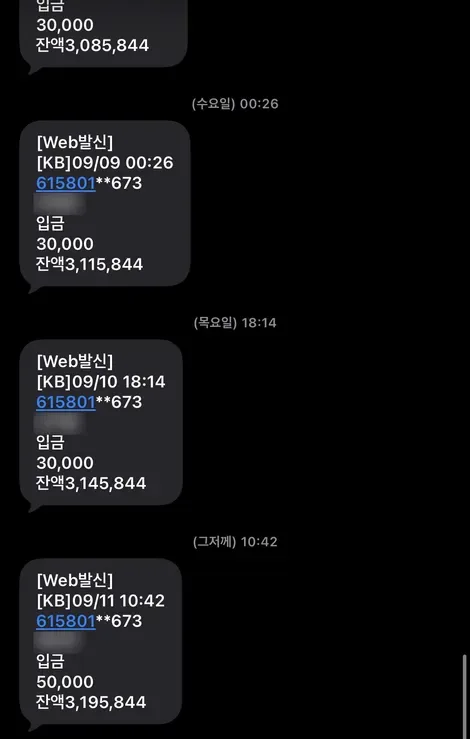 입금
30,000
잔액3,085,844
(수요일) 00:26
[Web발신]
[KB]09/09 00:26
615801**673
입금
30,000
잔액3,115,844
(목요일) 18:14
[Web발신]
[KB]09/10 18:14
615801**673
입금
30,000
잔액3,145,844
(그저께) 10:42
[Web발신]
[KB]09/11 10:42
615801**673
입금
50,000
잔액3,195,844